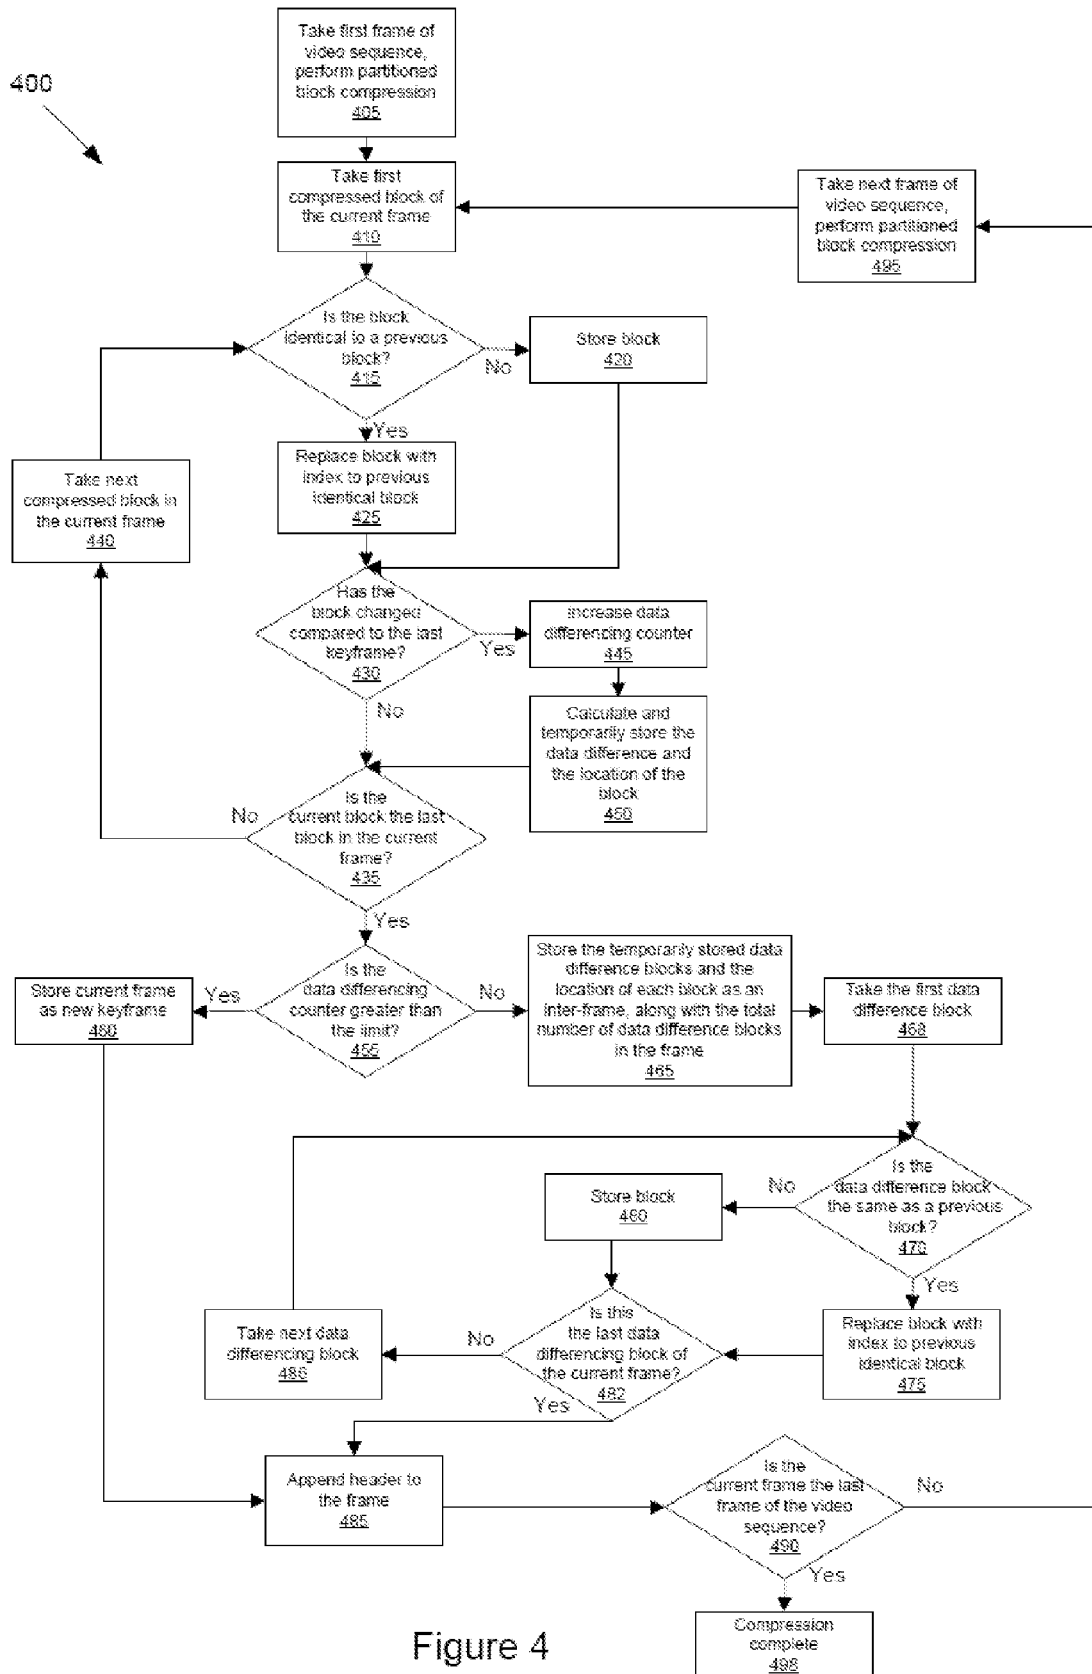 400
Take first frame of
video sequence,
perform partitioned
block compression
405
Take first
compressed block of
the current frame
410
Take next frame of
video sequence,
perform partitioned
block compression
495
Is the block
identical to a previous
block?
415
No
Store block
420
Yes
Replace block with
index to previous
identical block
425
Take next
compressed block in
the current frame
440
Has the
block changed
compared to the last
keyframe?
430
Yes
Increase data
differencing counter
445
No
Calculate and
temporarily store the
data difference and
the location of the
block
450
Is the
current block the last
block in the current
frame?
435
No
Yes
Is the
data differencing
counter greater than
the limit?
455
Yes
Store current frame
as new keyframe
460
No
Store the temporarily stored data
difference blocks and the
location of each block as an
inter-frame, along with the total
number of data difference blocks
in the frame
465
Take the first data
difference block
468
Is the
data difference block
the same as a previous
block?
470
No
Store block
480
Yes
Replace block with
index to previous
identical block
475
Is this
the last data
differencing block of
the current frame?
482
No
Take next data
differencing block
486
Yes
Append header to
the frame
485
Is the
current frame the last
frame of the video
sequence?
490
No
Yes
Compression
complete
498
Figure 4